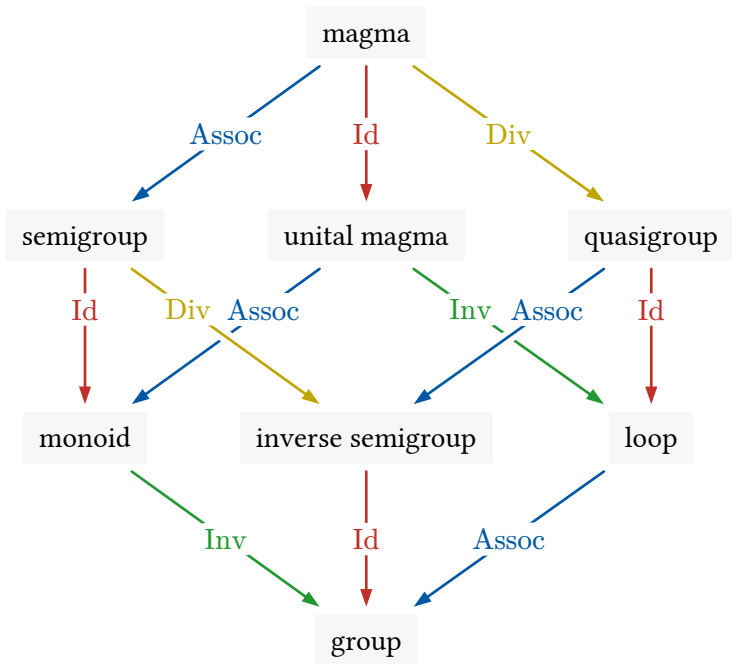 magma
Assoc Id Div
semigroup unital magma quasigroup
Id Div Assoc Inv Assoc Id
monoid inverse semigroup loop
Inv Id Assoc
group